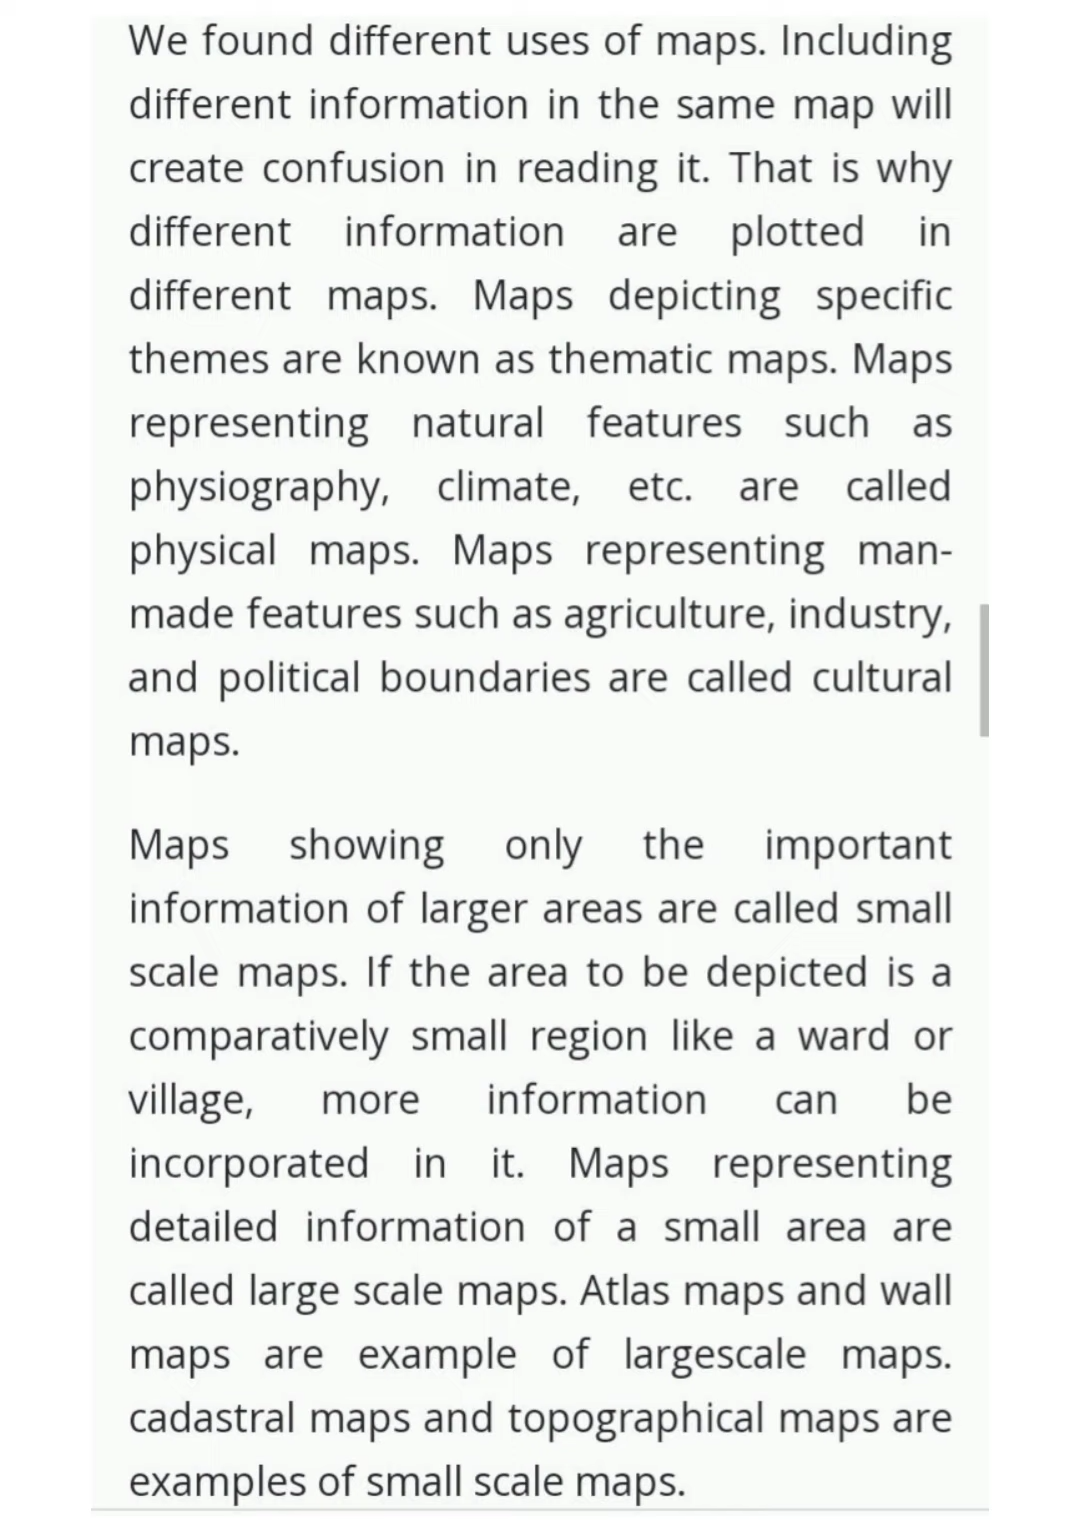 We found different uses of maps. Including
different information in the same map will
create confusion in reading it. That is why
different information are plotted in
different maps. Maps depicting specific
themes are known as thematic maps. Maps
representing natural features such as
physiography, climate, etc. are called
physical maps. Maps representing man-
made features such as agriculture, industry,
and political boundaries are called cultural
maps.
Maps showing only the important
information of larger areas are called small
scale maps. If the area to be depicted is a
comparatively small region like a ward or
village, more information can be
incorporated in it. Maps representing
detailed information of a small area are
called large scale maps. Atlas maps and wall
maps are example of largescale maps.
cadastral maps and topographical maps are
examples of small scale maps.